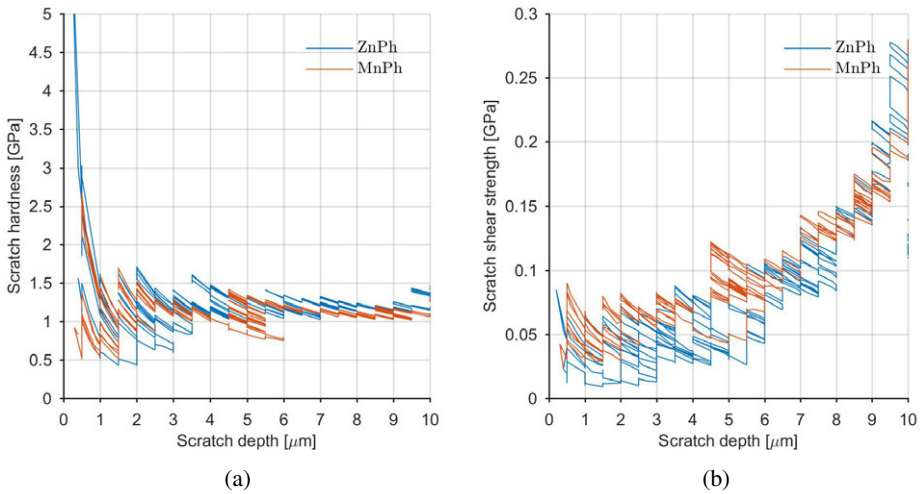 5
4.5
4
3.5
3
2.5
2
1.5
1
0.5
0
0 1 2 3 4 5 6 7 8 9 10
Scratch hardness [GPa]
Scratch depth [μm]
ZnPh
MnPh
(a)
0.3
0.25
0.2
0.15
0.1
0.05
0
0 1 2 3 4 5 6 7 8 9 10
Scratch shear strength [GPa]
Scratch depth [μm]
ZnPh
MnPh
(b)